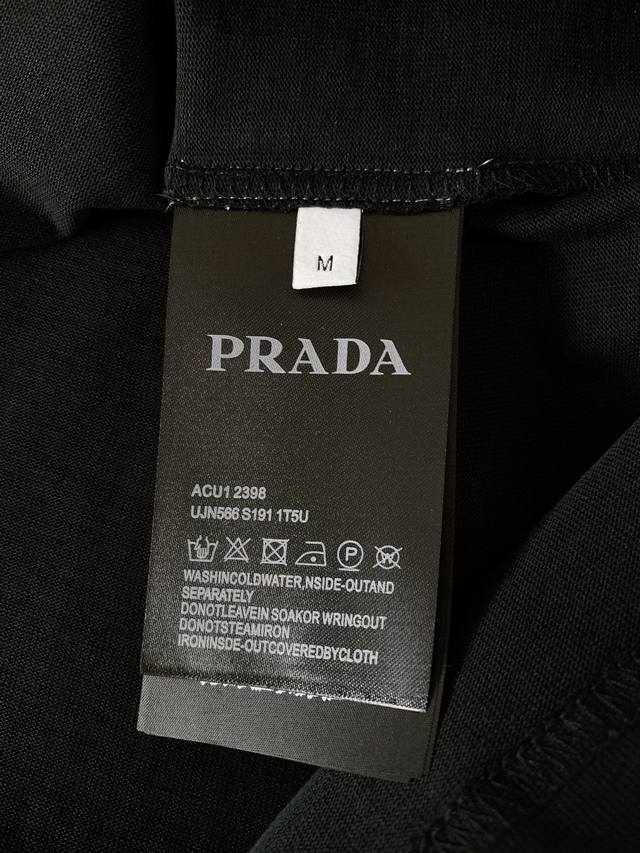 M
PRADA
ACU1 2398
UJN566 S191 1T5U
P
W
WASHINCOLDWATER,NSIDE-OUTAND
SEPARATELY
DONOTLEAVEIN SOAKOR WRINGOUT
DONOTSTEAMIRON
IRONINSDE-OUTCOVEREDBYCLOTH